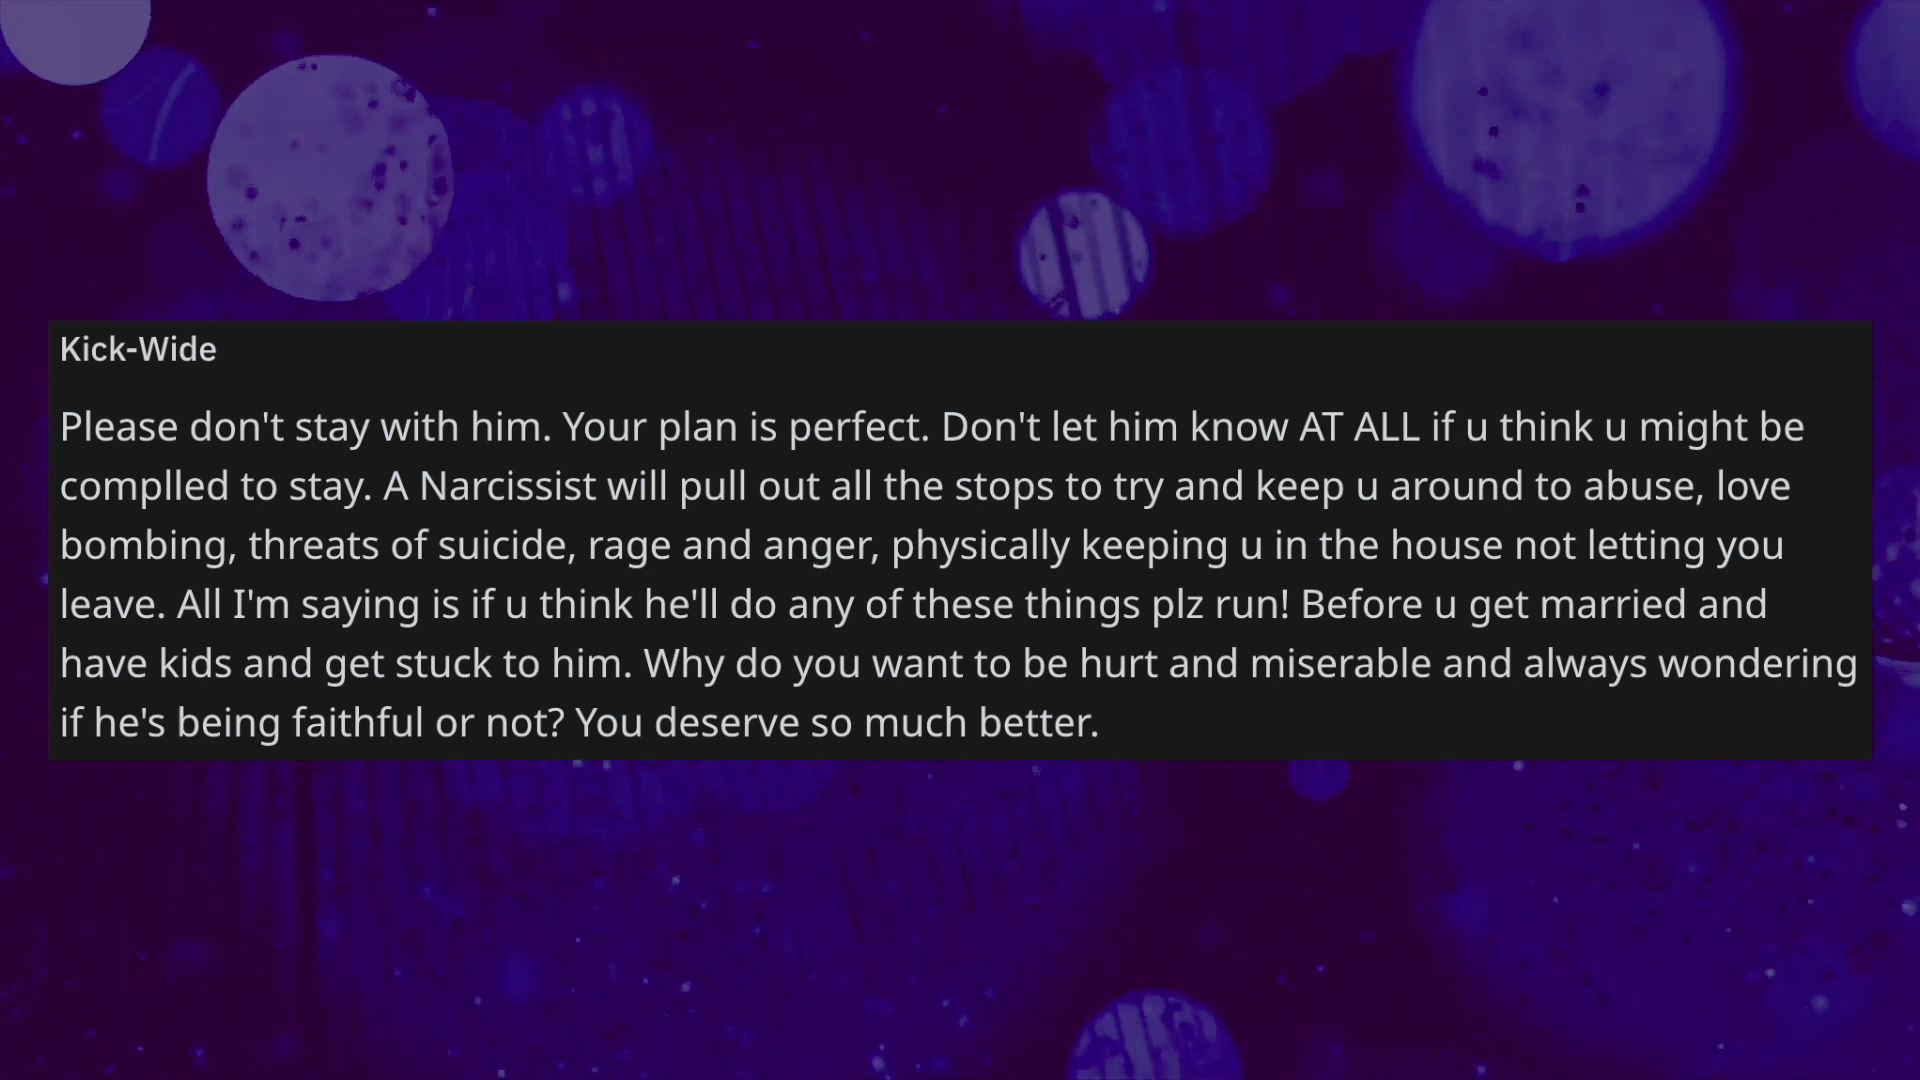 Kick-Wide
Please don't stay with him. Your plan is perfect. Don't let him know AT ALL if u think u might be
complled to stay. A Narcissist will pull out all the stops to try and keep u around to abuse, love
bombing, threats of suicide, rage and anger, physically keeping u in the house not letting you
leave. All I'm saying is if u think he'll do any of these things plz run! Before u get married and
have kids and get stuck to him. Why do you want to be hurt and miserable and always wondering
if he's being faithful or not? You deserve so much better.